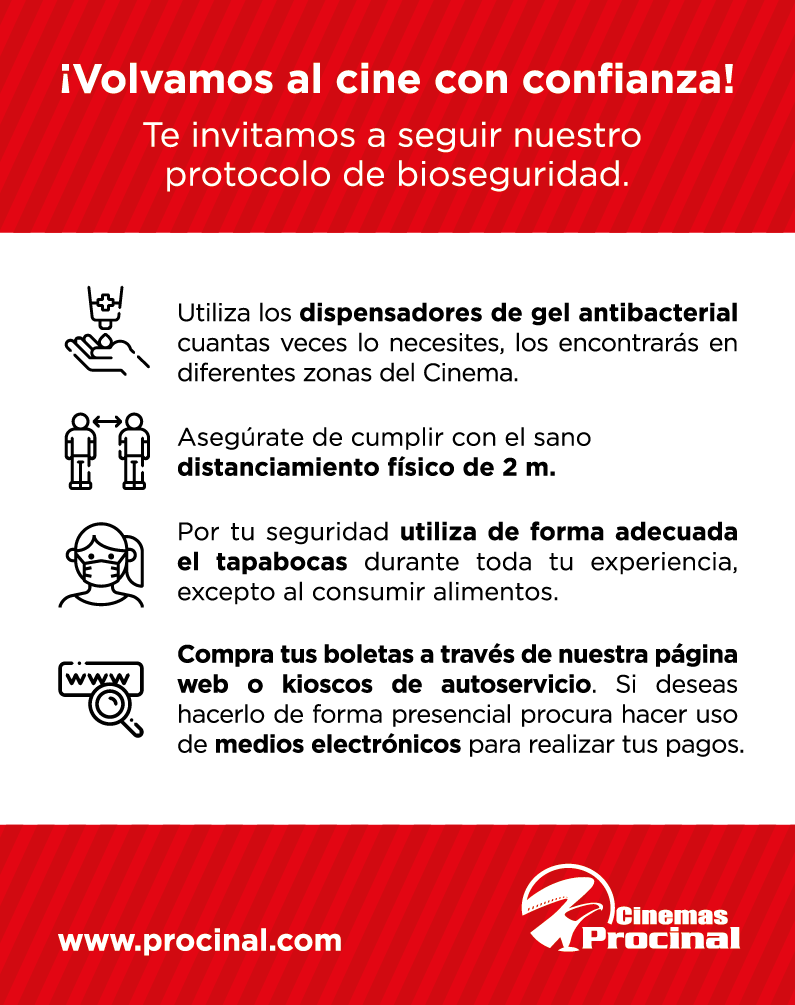 ¡Volvamos al cine con confianza!
Te invitamos a seguir nuestro
protocolo de bioseguridad.
Utiliza los dispensadores de gel antibacterial
cuantas veces lo necesites, los encontrarás en
diferentes zonas del Cinema.
Asegúrate de cumplir con el sano
distanciamiento físico de 2 m.
Por tu seguridad utiliza de forma adecuada
el tapabocas durante toda tu experiencia,
excepto al consumir alimentos.
www
Compra tus boletas a través de nuestra página
web o kioscos de autoservicio. Si deseas
hacerlo de forma presencial procura hacer uso
de medios electrónicos para realizar tus pagos.
www.procinal.com
Cinemas
Procinal